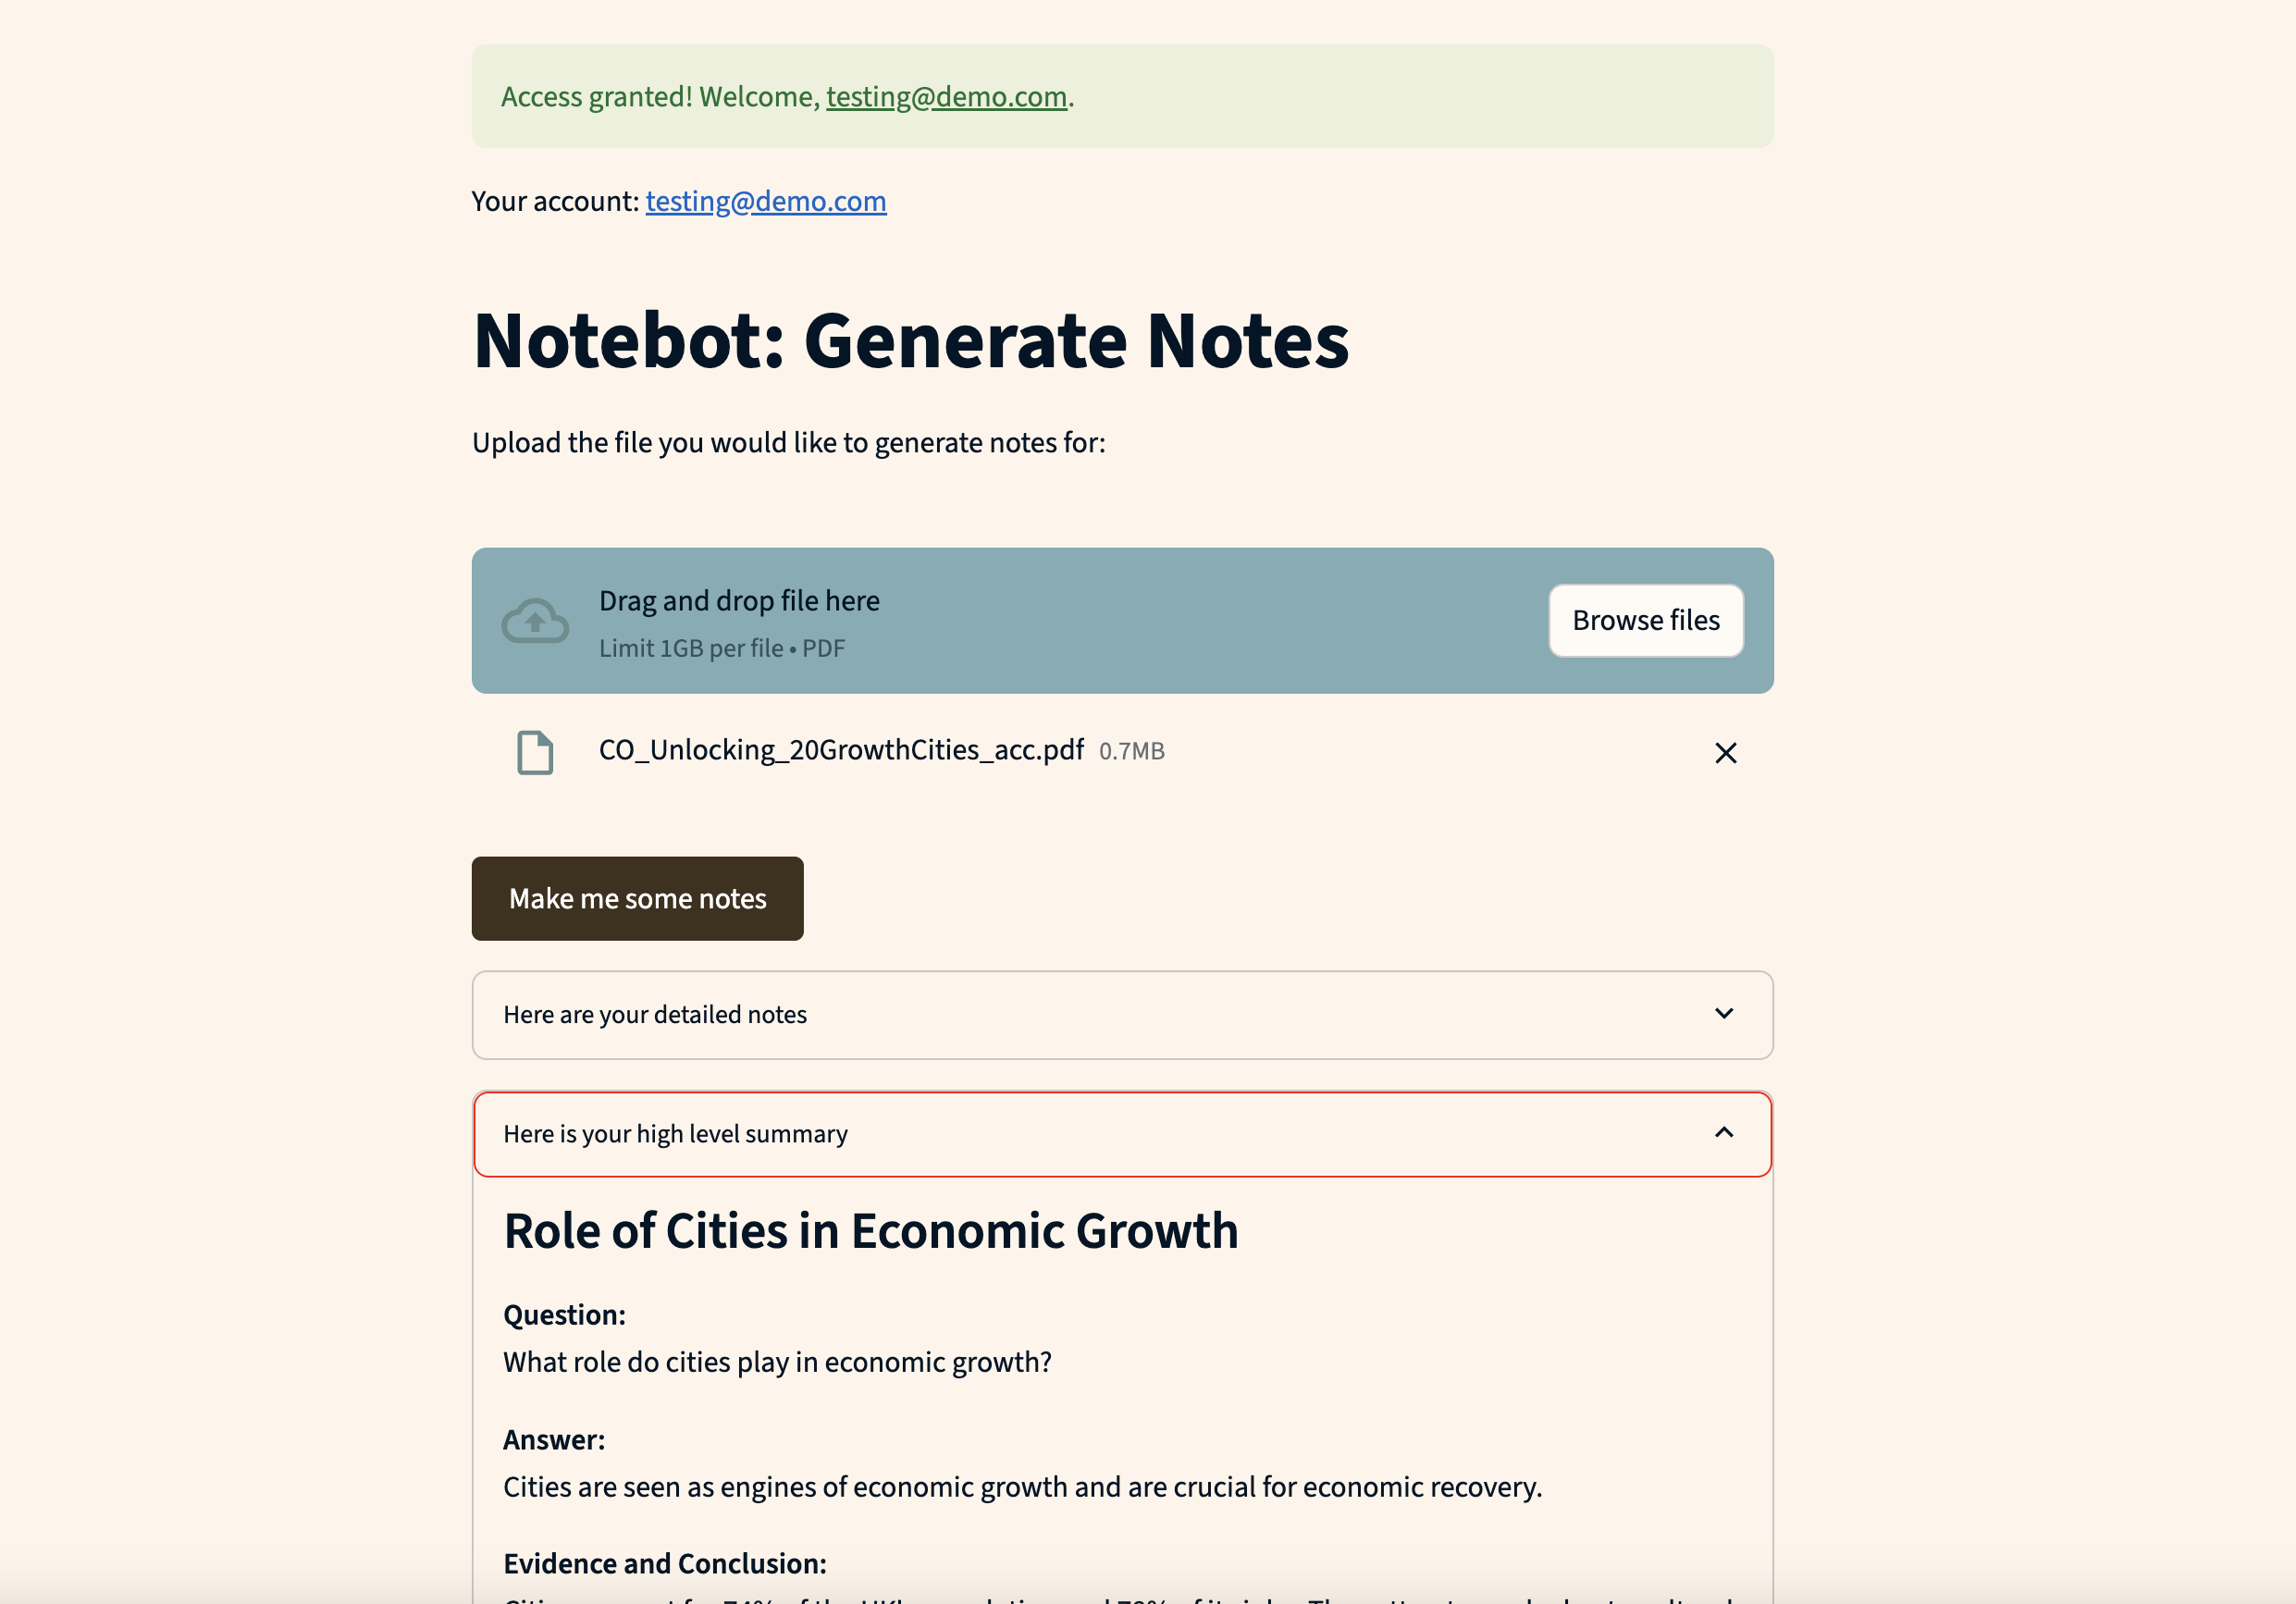 Access granted! Welcome, testing@demo.com.
Your account: testing@demo.com
Notebot: Generate Notes
Upload the file you would like to generate notes for:
Drag and drop file here
Limit 1GB per file • PDF
Browse files
CO_Unlocking_20GrowthCities_acc.pdf 0.7MB
Make me some notes
Here are your detailed notes
Here is your high level summary
Role of Cities in Economic Growth
Question:
What role do cities play in economic growth?
Answer:
Cities are seen as engines of economic growth and are crucial for economic recovery.
Evidence and Conclusion: